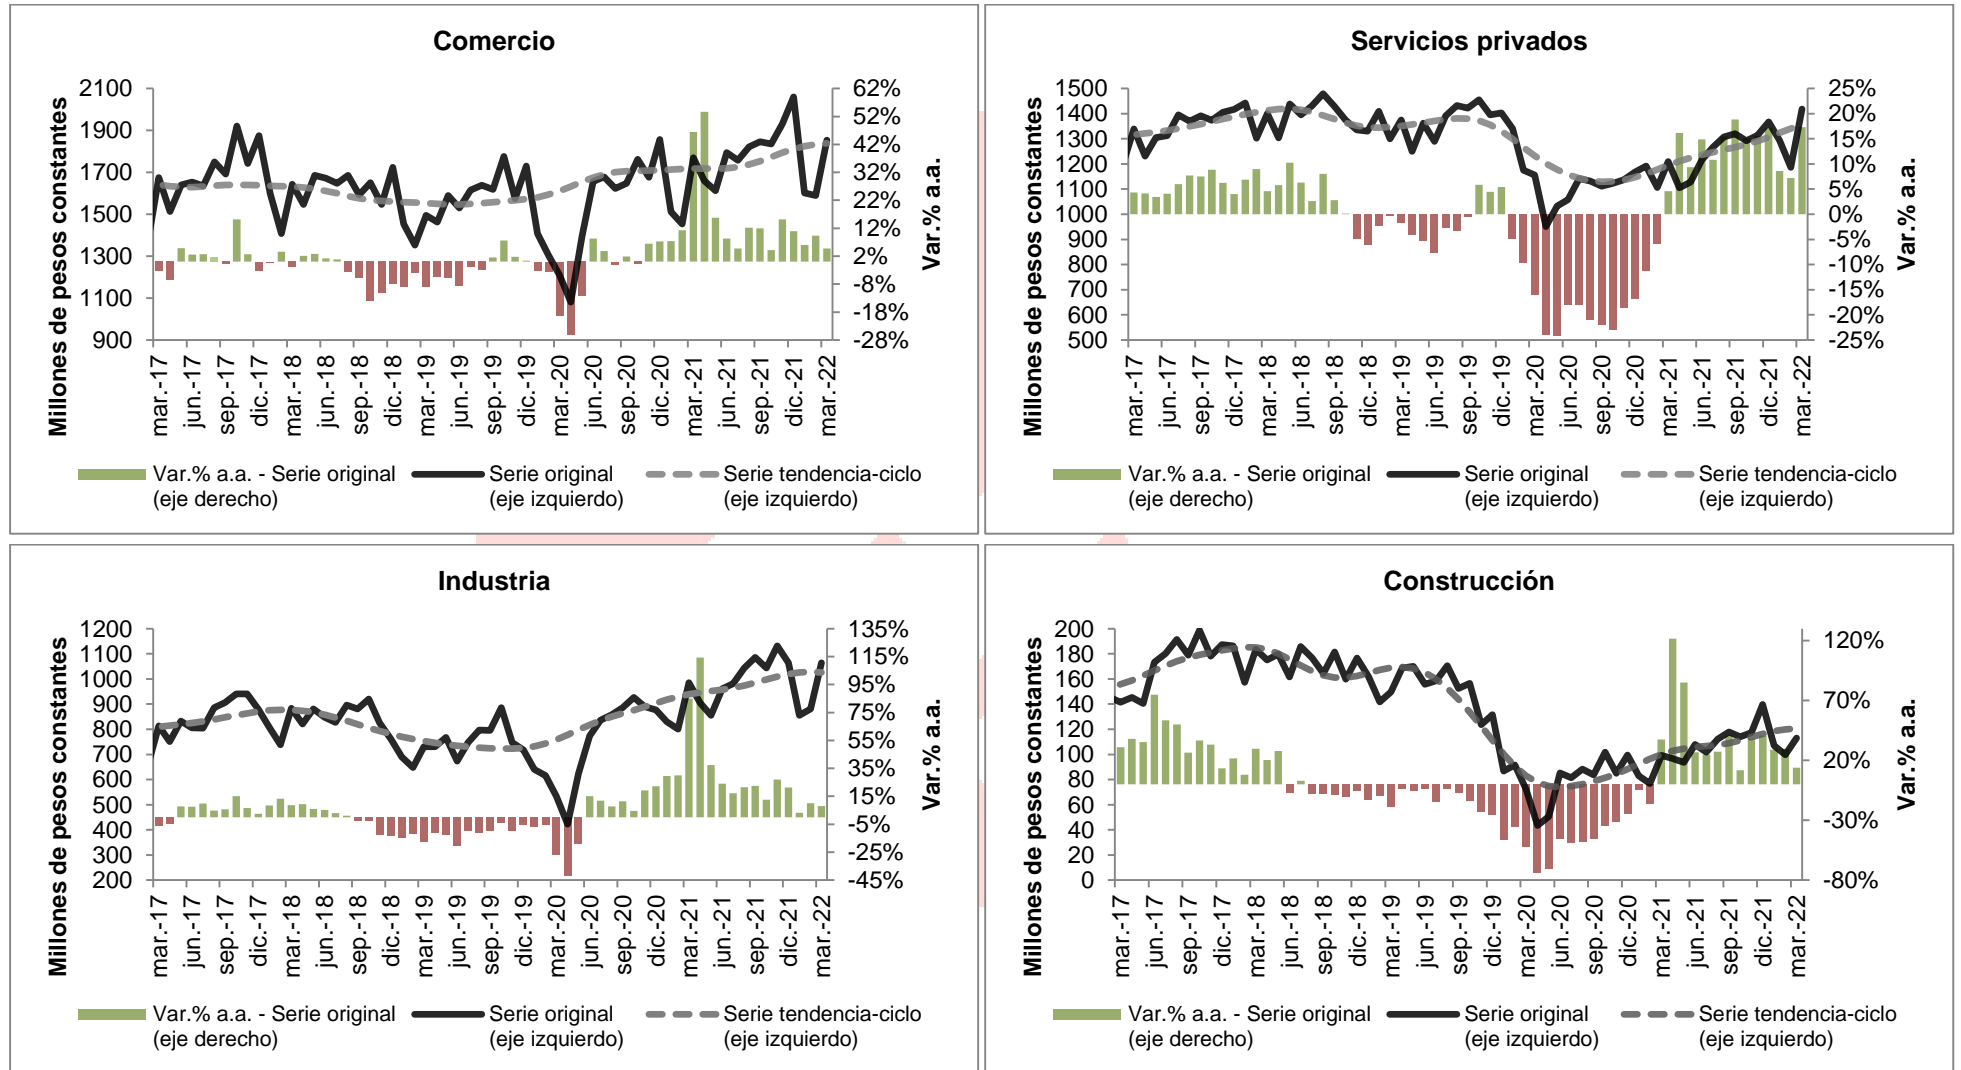 Comercio
Millones de pesos constantes
2100
1900
1700
1500
1300
1100
900
62%
52%
42%
32%
22%
12%
2%
-8%
-18%
-28%
Var.% a.a.
mar.-17
jun.-17
sep.-17
dic.-17
mar.-18
jun.-18
sep.-18
dic.-18
mar.-19
jun.-19
sep.-19
dic.-19
mar.-20
jun.-20
sep.-20
dic.-20
mar.-21
jun.-21
sep.-21
dic.-21
mar.-22
Var.% a.a. - Serie original
(eje derecho)
Serie original
(eje izquierdo)
Serie tendencia-ciclo
(eje izquierdo)
Servicios privados
Millones de pesos constantes
1500
1400
1300
1200
1100
1000
900
800
700
600
500
25%
20%
15%
10%
5%
0%
-5%
-10%
-15%
-20%
-25%
Var.% a.a.
mar.-17
jun.-17
sep.-17
dic.-17
mar.-18
jun.-18
sep.-18
dic.-18
mar.-19
jun.-19
sep.-19
dic.-19
mar.-20
jun.-20
sep.-20
dic.-20
mar.-21
jun.-21
sep.-21
dic.-21
mar.-22
Var.% a.a. - Serie original
(eje derecho)
Serie original
(eje izquierdo)
Serie tendencia-ciclo
(eje izquierdo)
Industria
Millones de pesos constantes
1200
1100
1000
900
800
700
600
500
400
300
200
135%
115%
95%
75%
55%
35%
15%
-5%
-25%
-45%
Var.% a.a.
mar.-17
jun.-17
sep.-17
dic.-17
mar.-18
jun.-18
sep.-18
dic.-18
mar.-19
jun.-19
sep.-19
dic.-19
mar.-20
jun.-20
sep.-20
dic.-20
mar.-21
jun.-21
sep.-21
dic.-21
mar.-22
Var.% a.a. - Serie original
(eje derecho)
Serie original
(eje izquierdo)
Serie tendencia-ciclo
(eje izquierdo)
Construcción
Millones de pesos constantes
200
180
160
140
120
100
80
60
40
20
0
120%
70%
20%
-30%
-80%
Var.% a.a.
mar.-17
jun.-17
sep.-17
dic.-17
mar.-18
jun.-18
sep.-18
dic.-18
mar.-19
jun.-19
sep.-19
dic.-19
mar.-20
jun.-20
sep.-20
dic.-20
mar.-21
jun.-21
sep.-21
dic.-21
mar.-22
Var.% a.a. - Serie original
(eje derecho)
Serie original
(eje izquierdo)
Serie tendencia-ciclo
(eje izquierdo)